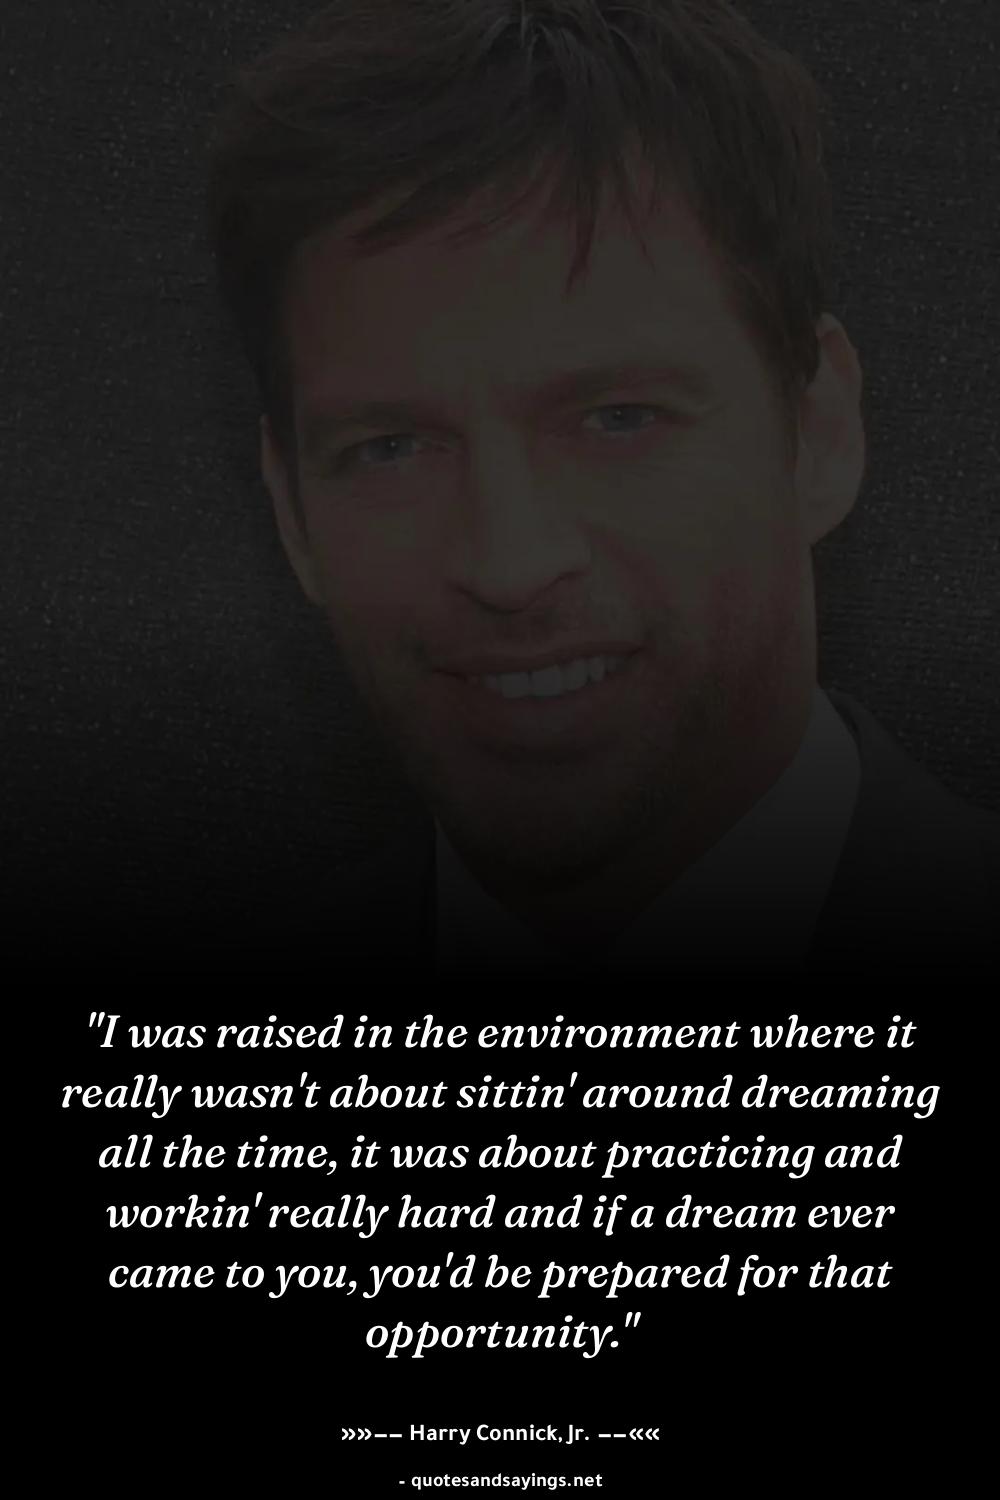 "I was raised in the environment where it
really wasn't about sittin' around dreaming
all the time, it was about practicing and
workin' really hard and if a dream ever
came to you, you'd be prepared for that
opportunity."
»»–– Harry Connick, Jr. ––««
- quotesandsayings.net